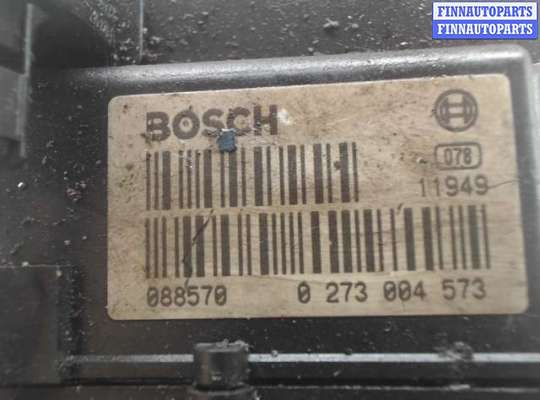 FINNAUTOPARTS
FINNAUTOPARTS
BOSCH
078
11949
088570 0 273 004 573